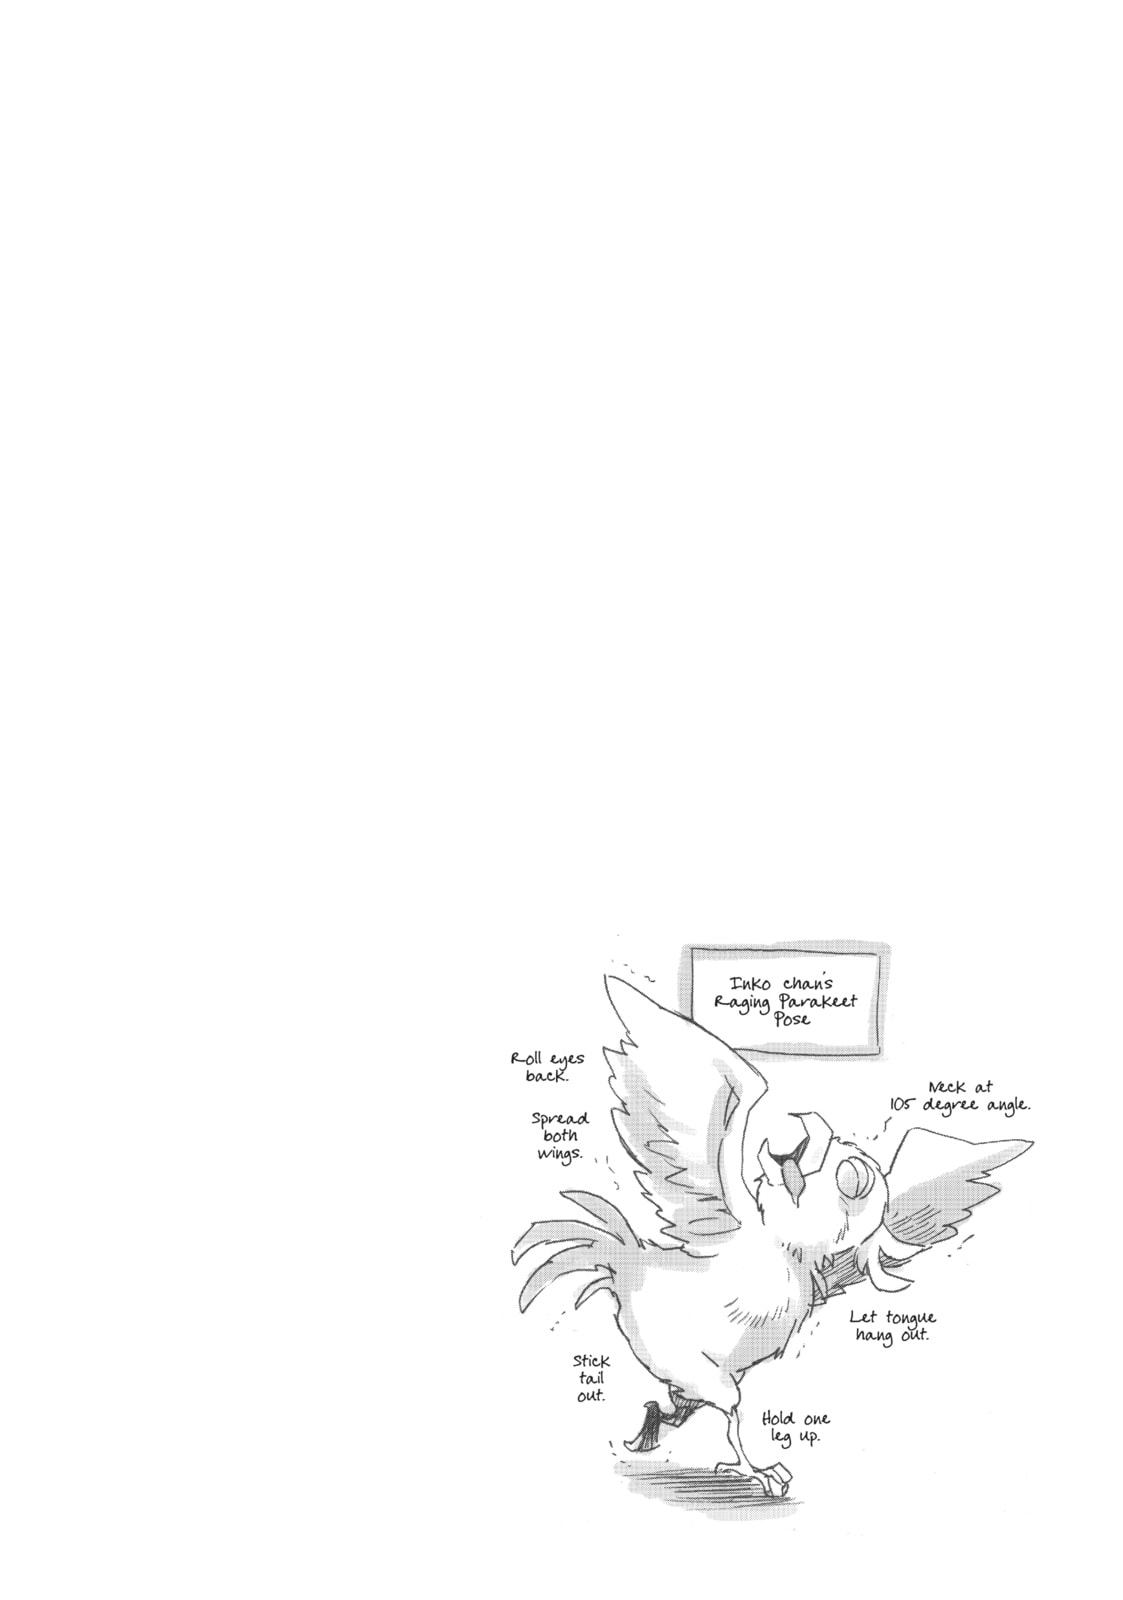 Inko chan's
Raging Parakeet
Pose
Roll eyes
back.
Spread
both
wings.
Neck at
105 degree angle.
Let tongue
hang out.
Stick
tail
out.
Hold one
leg up.